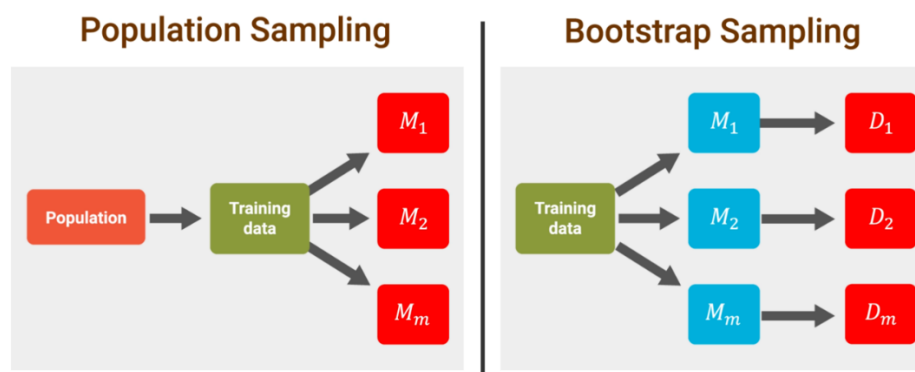 Population Sampling
Population
Training
data
M₁
M₂
Mₘ
Bootstrap Sampling
Training
data
M₁
D₁
M₂
D₂
Mₘ
Dₘ